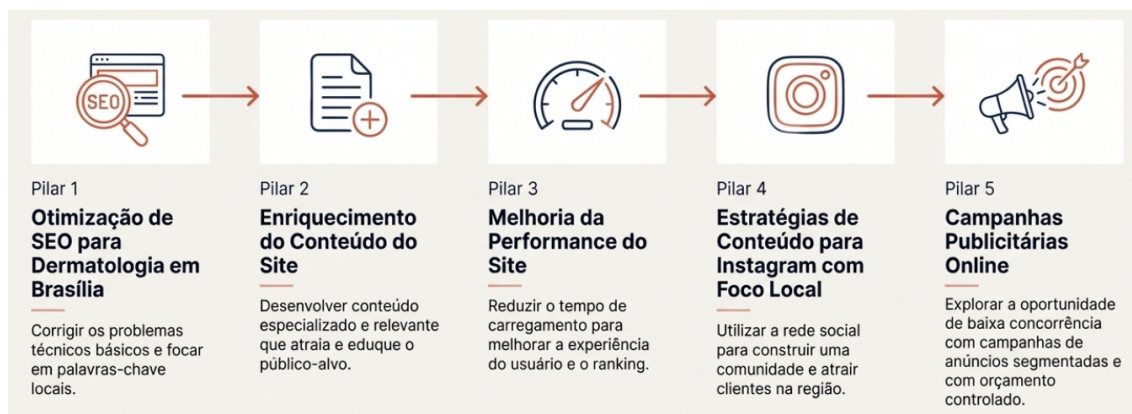 SEO
Pilar 1
Otimização de
SEO para
Dermatologia em
Brasília
Corrigir os problemas
técnicos básicos e focar
em palavras-chave
locais.
Pilar 2
Enriquecimento
do Conteúdo do
Site
Desenvolver conteúdo
especializado e relevante
que atraia e eduque o
público-alvo.
Pilar 3
Melhoria da
Performance do
Site
Reduzir o tempo de
carregamento para
melhorar a experiência
do usuário e o ranking.
Pilar 4
Estratégias de
Conteúdo para
Instagram com
Foco Local
Utilizar a rede social
para construir uma
comunidade e atrair
clientes na região.
Pilar 5
Campanhas
Publicitárias
Online
Explorar a oportunidade
de baixa concorrência
com campanhas de
anúncios segmentadas e
com orçamento
controlado.